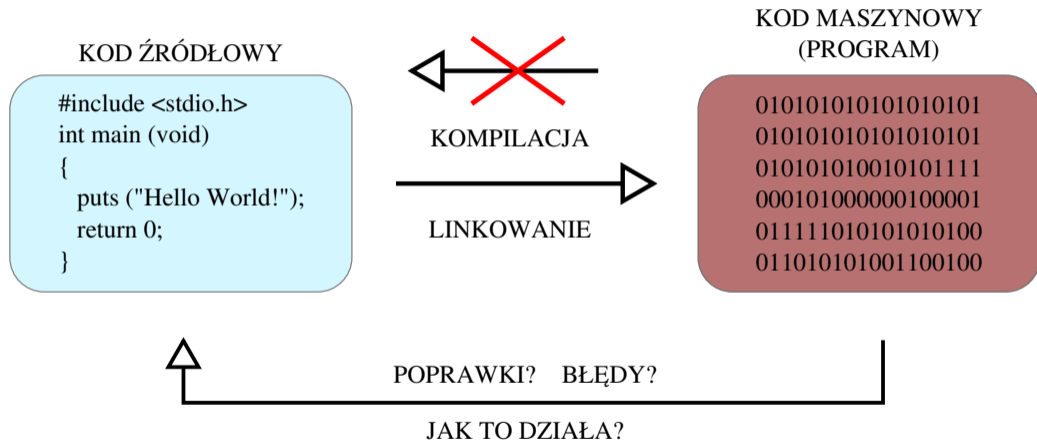 KOD ŹRÓDŁOWY
#include <stdio.h>
int main (void)
{
puts ("Hello World!");
return 0;
}
KOMPILACJA
LINKOWANIE
KOD MASZYNOWY
(PROGRAM)
010101010101010101
010101010101010101
010101010010101111
000101000000100001
011111010101010100
011010101001100100
POPRAWKI? BŁĘDY?
JAK TO DZIAŁA?